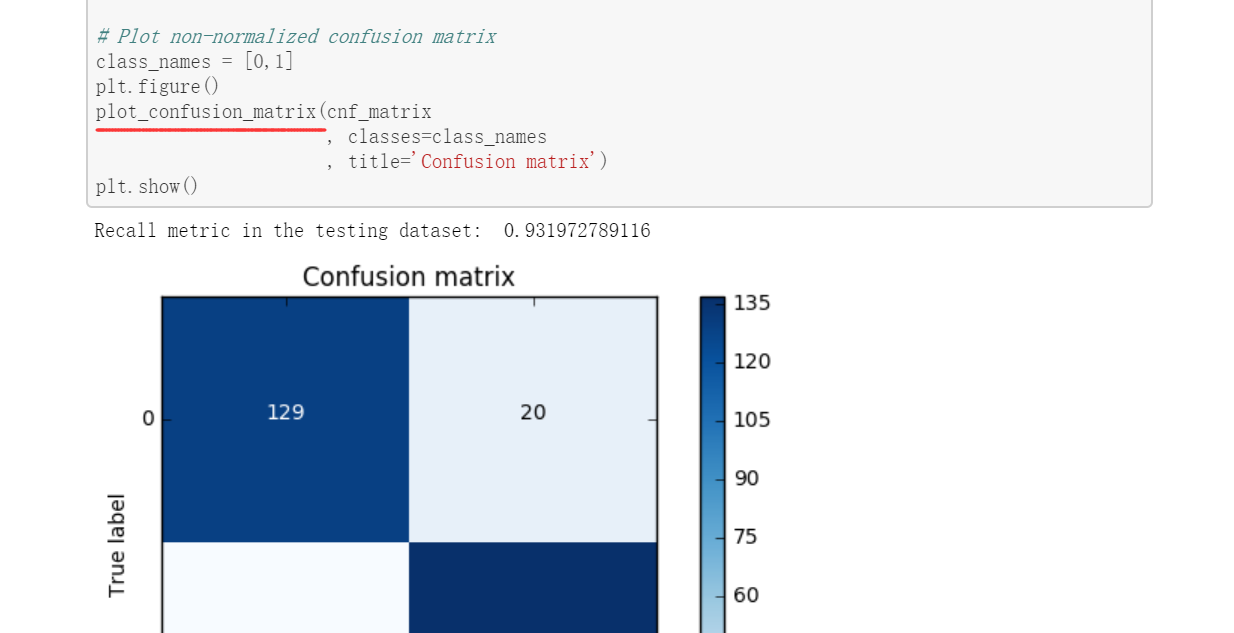 # Plot non-normalized confusion matrix
class_names = [0,1]
plt.figure()
plot_confusion_matrix(cnf_matrix
, classes=class_names
, title='Confusion matrix')
plt.show()
Recall metric in the testing dataset:  0.931972789116
Confusion matrix
135
120
105
90
75
60
0
129
20
True label